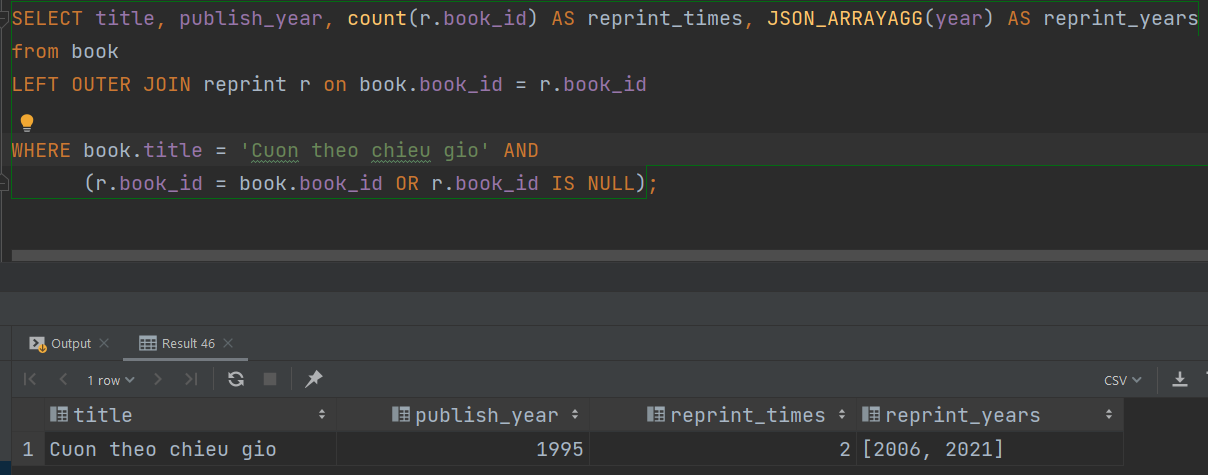 SELECT title, publish_year, count(r.book_id) AS reprint_times, JSON_ARRAYAGG(year) AS reprint_years
from book
LEFT OUTER JOIN reprint r on book.book_id = r.book_id
WHERE book.title = 'Cuon theo chieu gio' AND
(r.book_id = book.book_id OR r.book_id IS NULL);
Output Result 46
1 row CSV
title publish_year reprint_times reprint_years
1 Cuon theo chieu gio 1995 2 [2006, 2021]